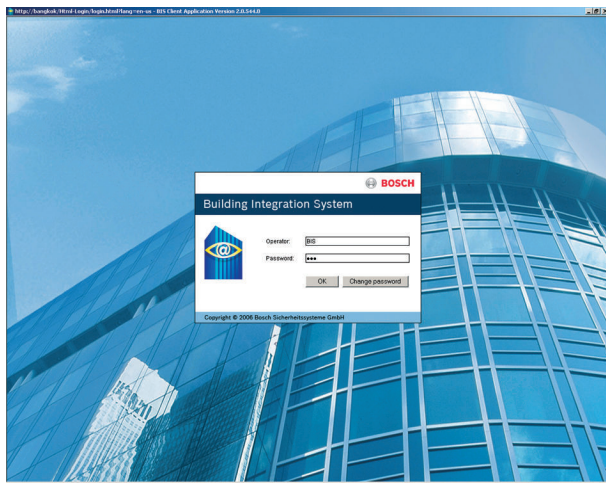 http://bangkok/Html-Login/login.html?lang=en-us - BIS Client Application Version 2.0.544.0
BOSCH
Building Integration System
@
Operator: BIS
Password: •••
OK Change password
Copyright © 2006 Bosch Sicherheitssysteme GmbH